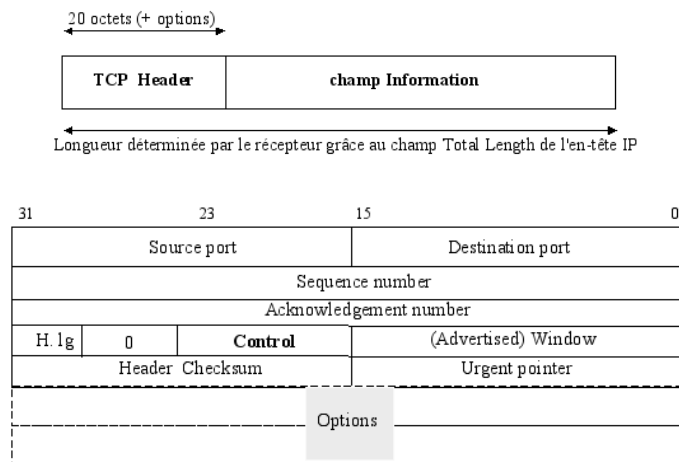 20 octets (+ options)
TCP Header champ Information
Longueur déterminée par le récepteur grâce au champ Total Length de l'en-tête IP
31 23 15 0
Source port Destination port
Sequence number
Acknowledgement number
H. lg 0 Control (Advertised) Window
Header Checksum Urgent pointer
Options